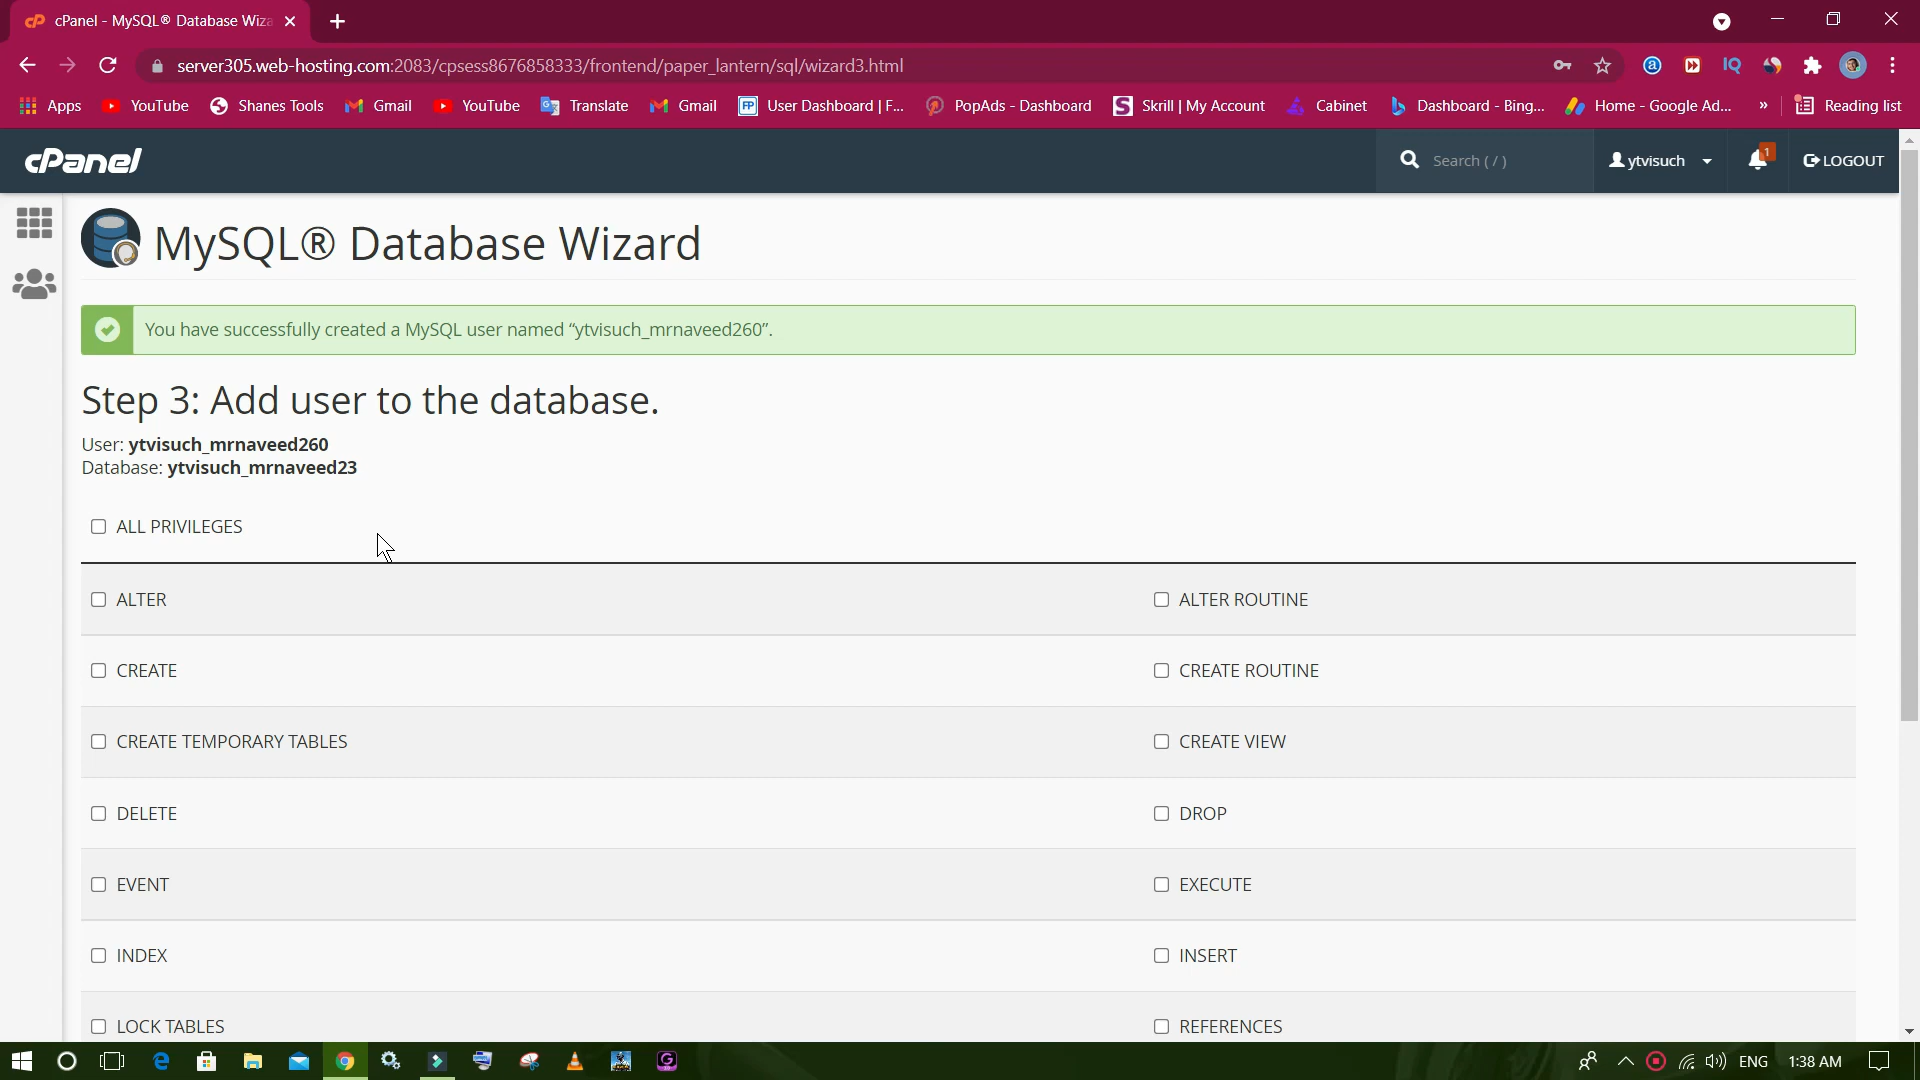 cPanel - MySQL® Database Wiza
server305.web-hosting.com:2083/cpsess8676858333/frontend/paper_lantern/sql/wizard3.html
Apps YouTube Shanes Tools Gmail YouTube Translate Gmail User Dashboard | F... PopAds - Dashboard Skrill | My Account Cabinet Dashboard - Bing... Home - Google Ad... » Reading list
cPanel Search ( / ) ytvisuch 1 LOGOUT
MySQL® Database Wizard
You have successfully created a MySQL user named “ytvisuch_mrnaveed260”.
Step 3: Add user to the database.
User: ytvisuch_mrnaveed260
Database: ytvisuch_mrnaveed23
ALL PRIVILEGES
ALTER ALTER ROUTINE
CREATE CREATE ROUTINE
CREATE TEMPORARY TABLES CREATE VIEW
DELETE DROP
EVENT EXECUTE
INDEX INSERT
LOCK TABLES REFERENCES
ENG 1:38 AM